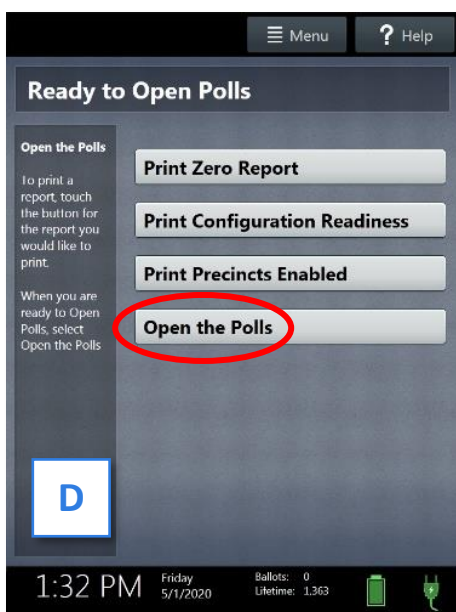 Menu
? Help
Ready to Open Polls
Open the Polls
To print a
report, touch
the button for
the report you
would like to
print.
When you are
ready to Open
Polls, select
Open the Polls
Print Zero Report
Print Configuration Readiness
Print Precincts Enabled
Open the Polls
D
1:32 PM
Friday
5/1/2020
Ballots: 0
Lifetime: 1,363